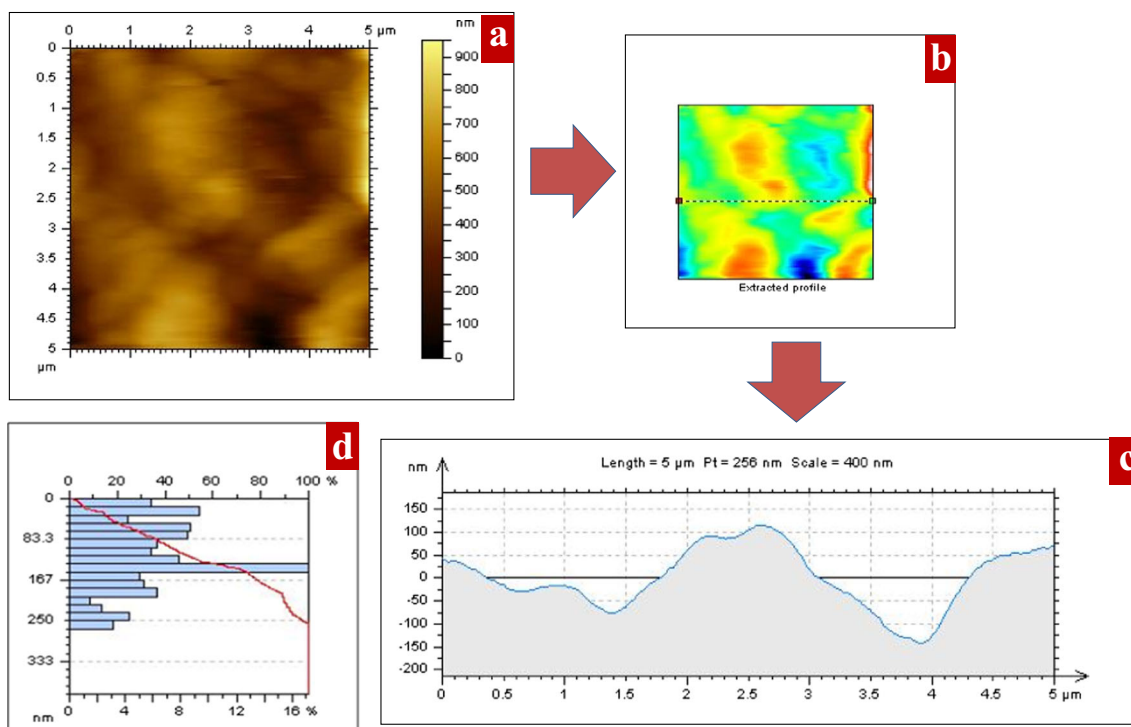 0 1 2 3 4 5 µm
nm
a
0
0.5
1
1.5
2
2.5
3
3.5
4
4.5
5
µm
900
800
700
600
500
400
300
200
100
0
b
Extracted profile
d
0 20 40 60 80 100 %
0
83.3
167
250
333
nm 0 4 8 12 16 %
c
nm Length = 5 µm Pt = 256 nm Scale = 400 nm
150
100
50
0
-50
-100
-150
-200
0 0.5 1 1.5 2 2.5 3 3.5 4 4.5 5 µm